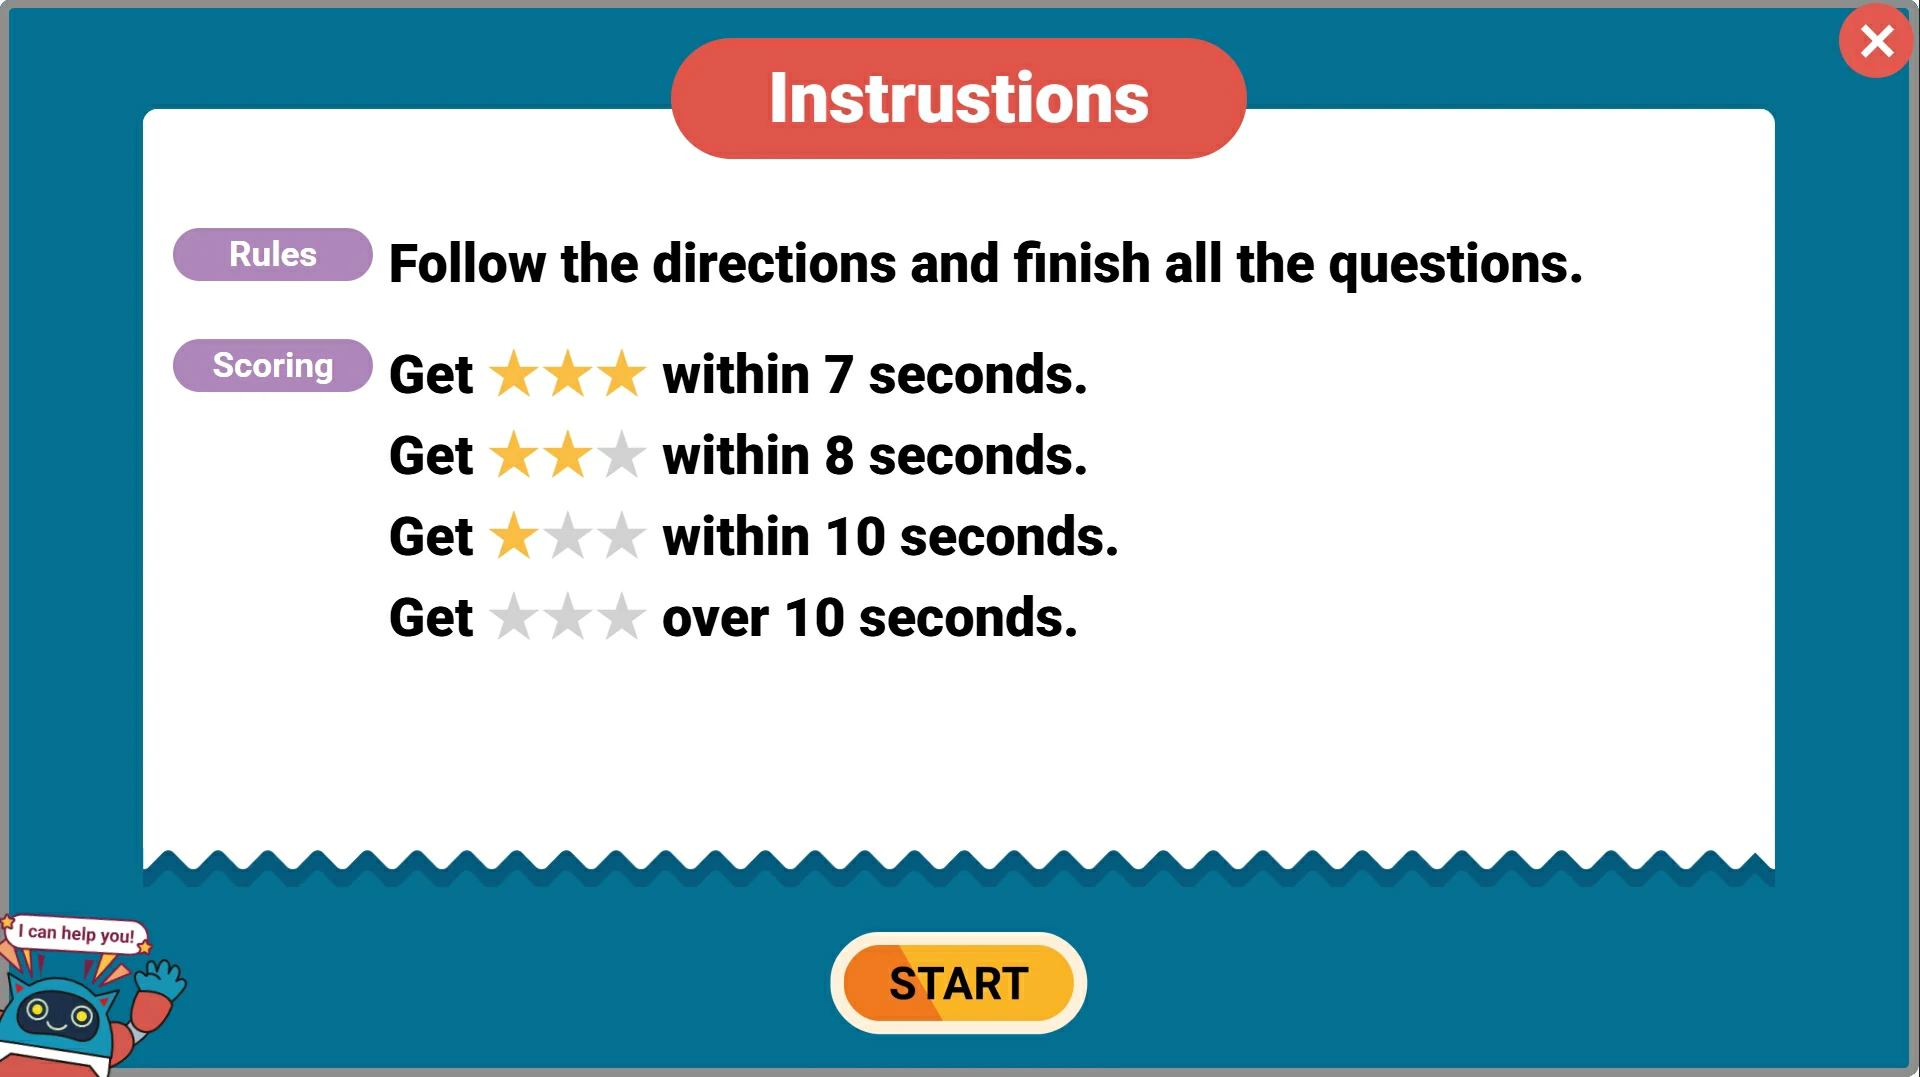 Instrustions
Rules
Follow the directions and finish all the questions.
Scoring
Get ★★★ within 7 seconds.
Get ★★★ within 8 seconds.
Get ★★★ within 10 seconds.
Get ★★★ over 10 seconds.
I can help you!
START